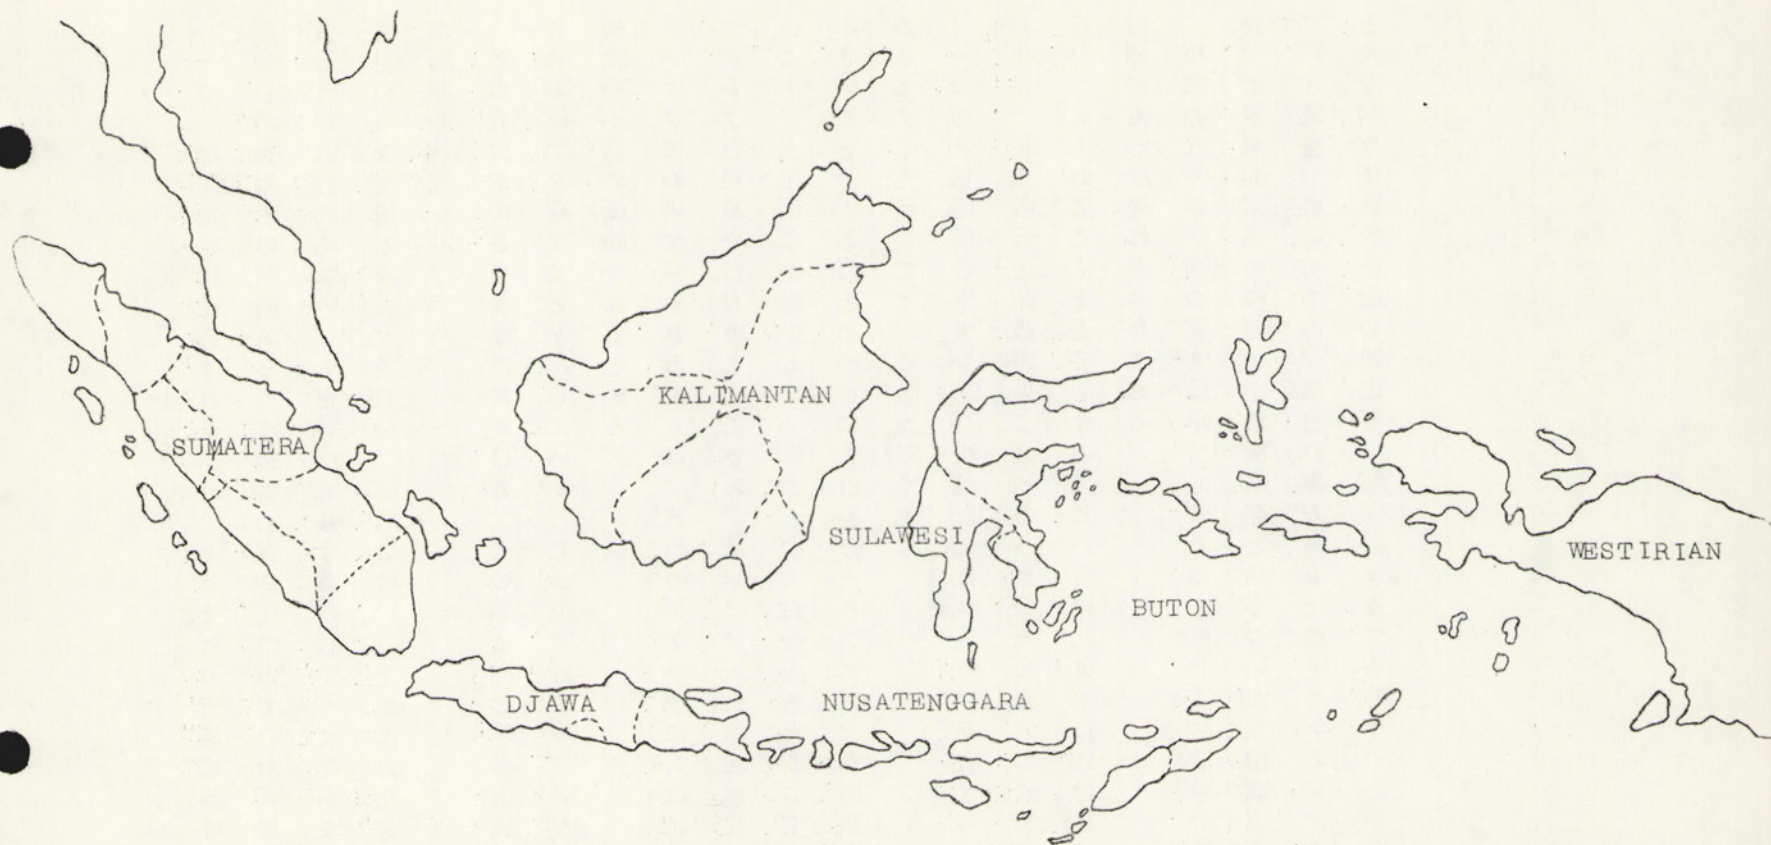 KALIMANTAN
SUMATERA
SULAWESI
WESTIRIAN
BUTON
DJAWA
NUSATENGGARA